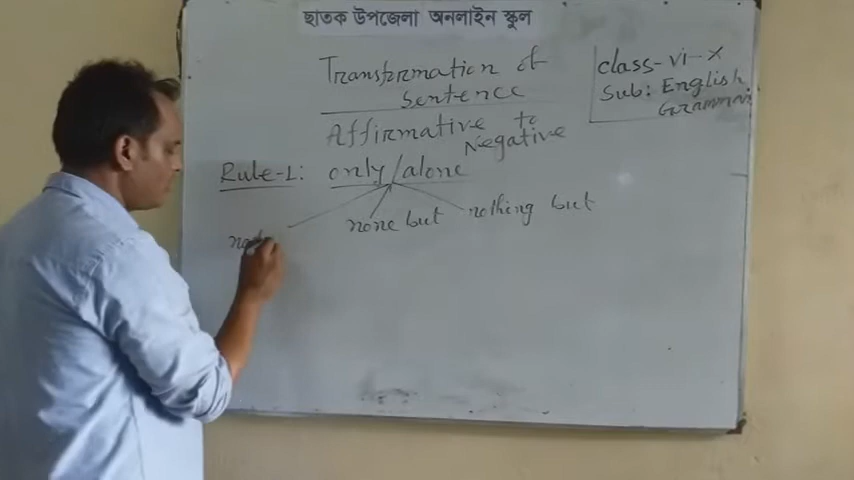 ছাতক উপজেলা অনলাইন স্কুল
Transformation of
Sentence
class-vi-X
Sub: English
Grammar
Affirmative to
Negative
Rule-1: only/alone
none but nothing but